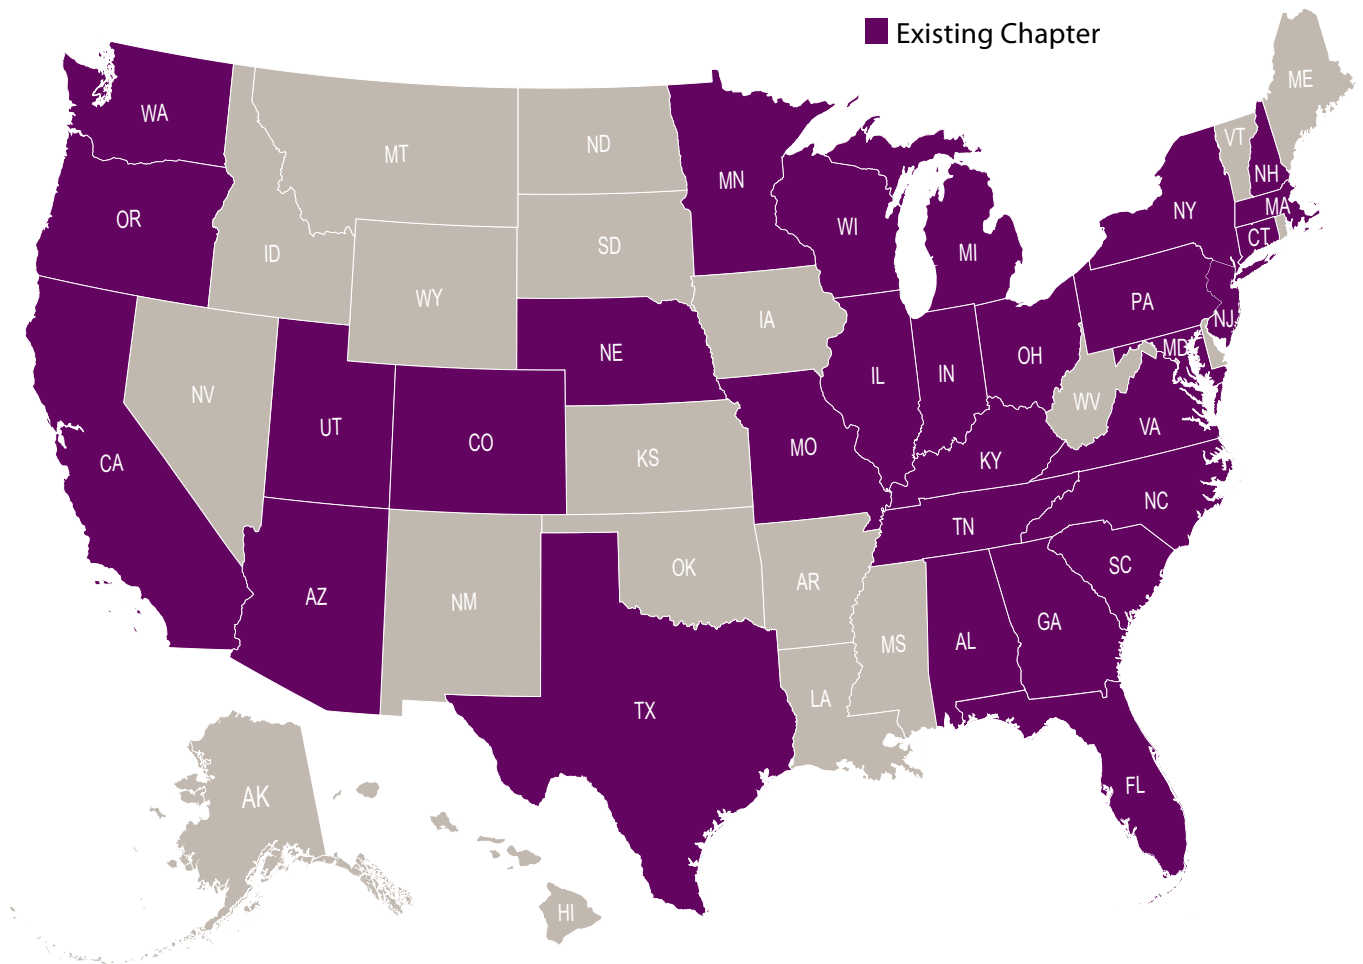 Existing Chapter
ME
WA
VT
ND
MT
NH
MN
MA
NY
OR
WI
CT
SD
ID
MI
WY
PA
IA
NJ
MD
NE
OH
IL
IN
NV
WV
UT
VA
CO
MO
KS
CA
KY
NC
TN
SC
OK
AR
AZ
NM
GA
AL
MS
LA
TX
FL
AK
HI